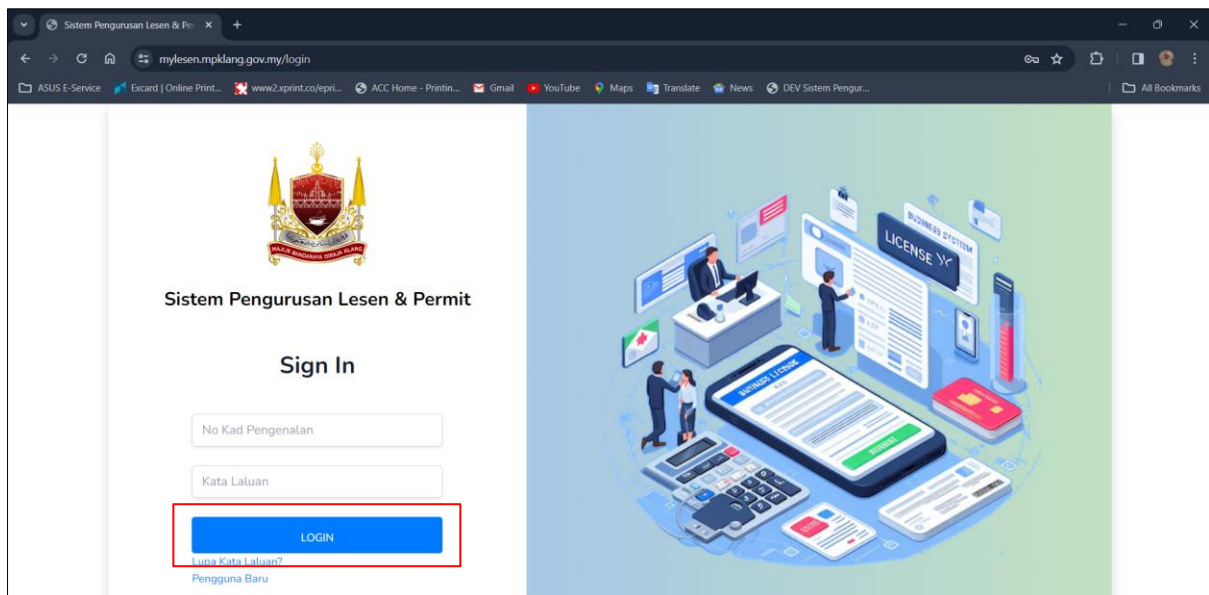 Sistem Pengurusan Lesen & Pe
mylesen.mpklang.gov.my/login
ASUS E-Service
Excard | Online Print...
www2.xprint.co/epri...
ACC Home - Printin...
Gmail
YouTube
Maps
Translate
News
DEV Sistem Pengur...
All Bookmarks
MAJLIS BANDARAYA DIRAJA KLANG
Sistem Pengurusan Lesen & Permit
Sign In
No Kad Pengenalan
Kata Laluan
LOGIN
Lupa Kata Laluan?
Pengguna Baru
BUSINESS SYSTEM
LICENSE
BUSINESS LICENSE